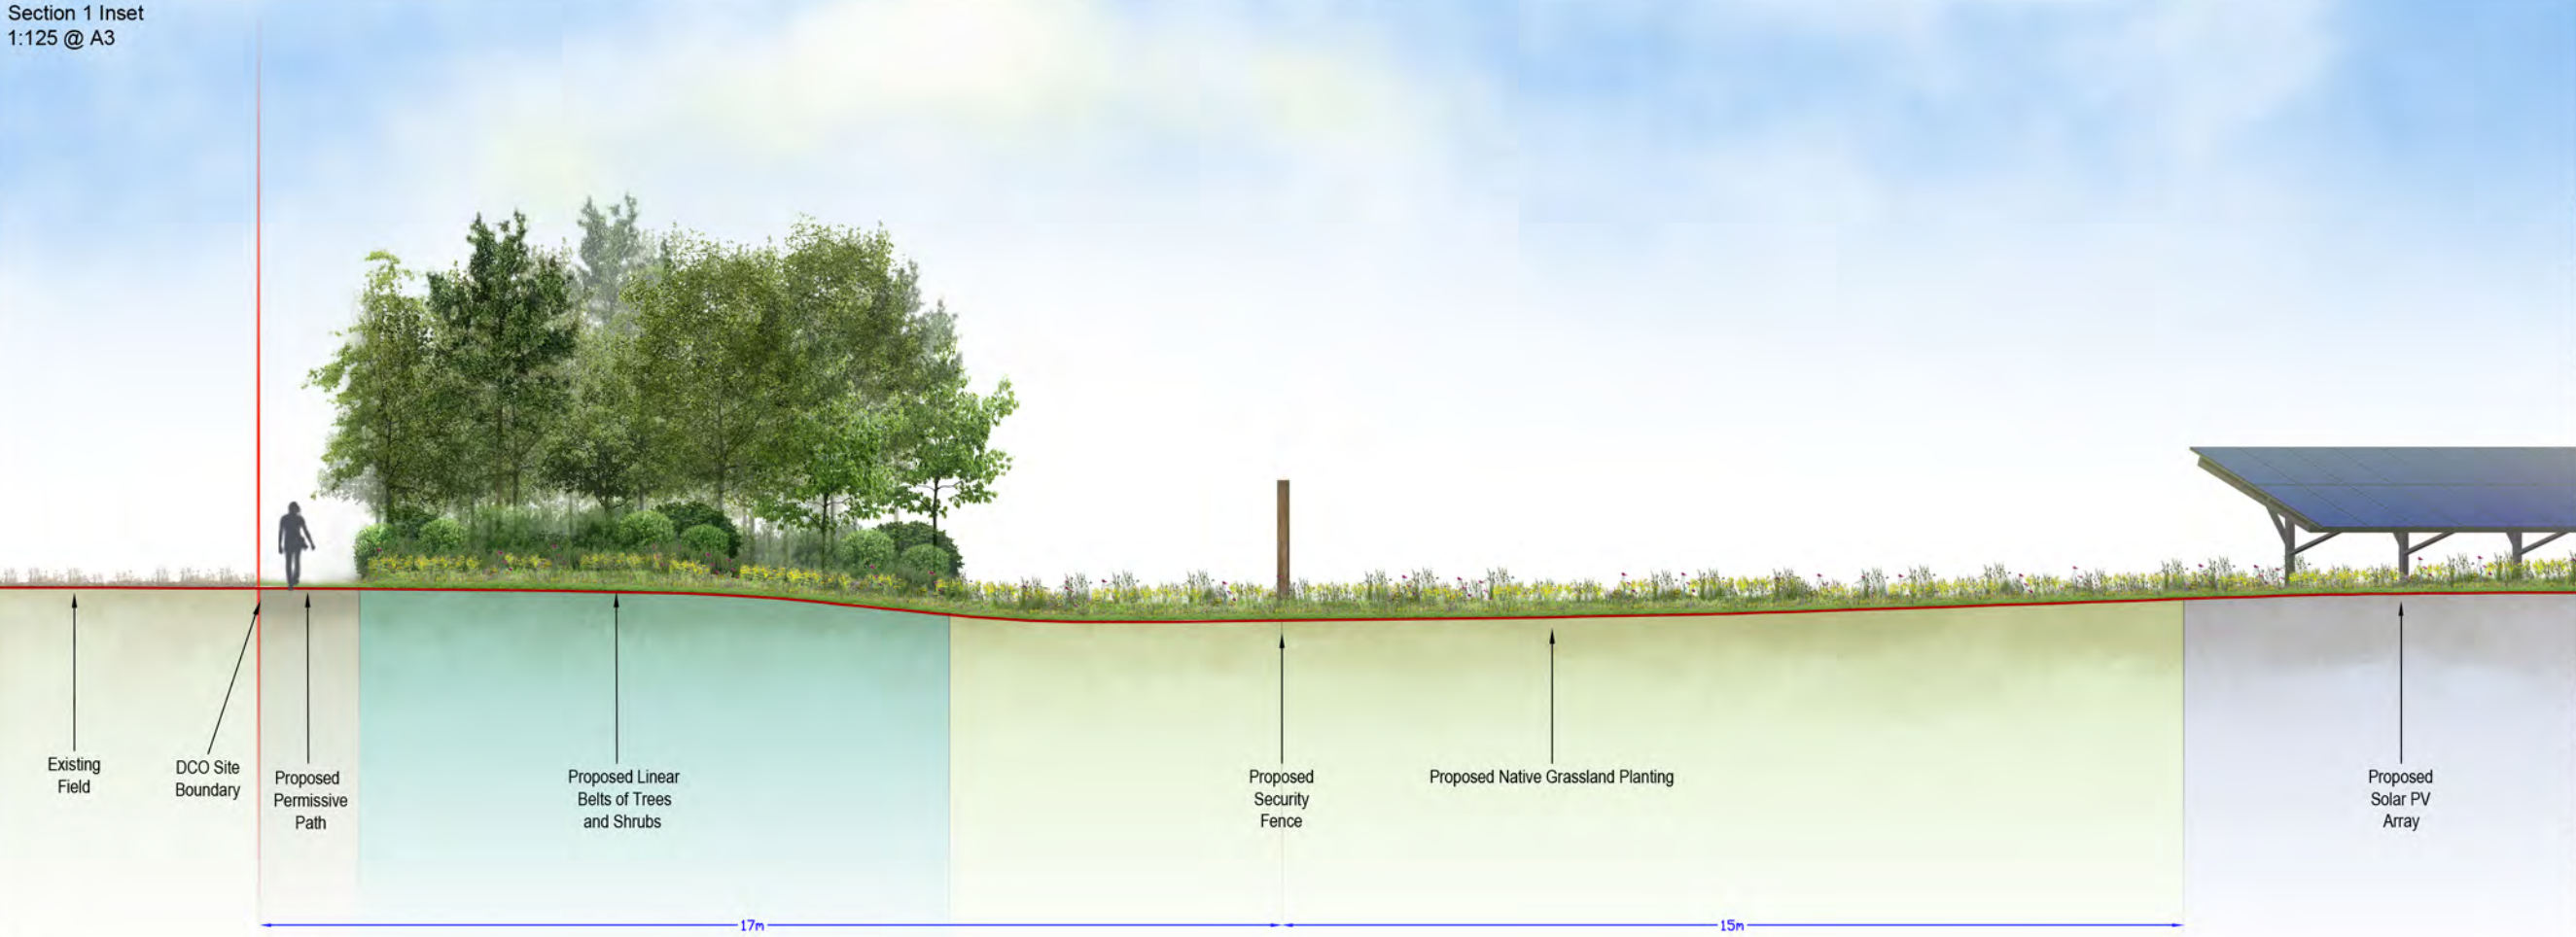 Section 1 Inset
1:125 @ A3
Existing
Field
DCO Site
Boundary
Proposed
Permissive
Path
Proposed Linear
Belts of Trees
and Shrubs
Proposed
Security
Fence
Proposed Native Grassland Planting
Proposed
Solar PV
Array
17m
15m